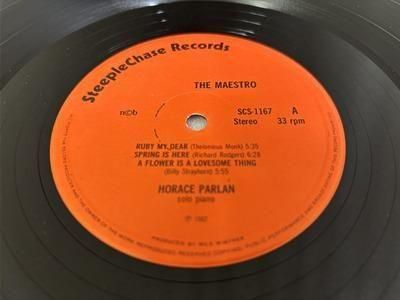 SteepleChase Records
THE MAESTRO
n©b
SCS-1167 A
Stereo 33 rpm
RUBY MY,DEAR (Thelonious Monk) 5:35
SPRING IS HERE (Richard Rodgers) 6:28
A FLOWER IS A LOVESOME THING
(Billy Strayhorn) 5:55
HORACE PARLAN
solo piano
℗ 1982
PRODUCED BY NILS WINTHER